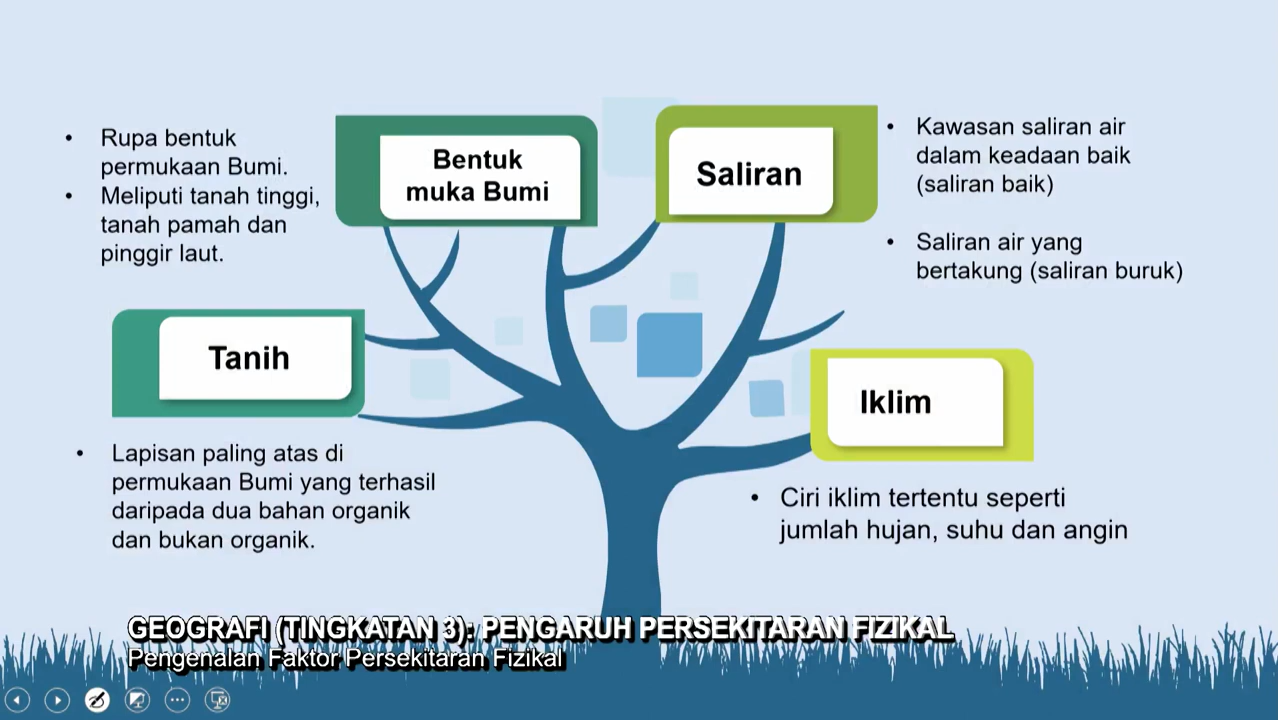 • Rupa bentuk
permukaan Bumi.
• Meliputi tanah tinggi,
tanah pamah dan
pinggir laut.
Bentuk
muka Bumi
Saliran
• Kawasan saliran air
dalam keadaan baik
(saliran baik)
• Saliran air yang
bertakung (saliran buruk)
Tanih
• Lapisan paling atas di
permukaan Bumi yang terhasil
daripada dua bahan organik
dan bukan organik.
Iklim
• Ciri iklim tertentu seperti
jumlah hujan, suhu dan angin
GEOGRAFI (TINGKATAN 3): PENGARUH PERSEKITARAN FIZIKAL
Pengenalan Faktor Persekitaran Fizikal